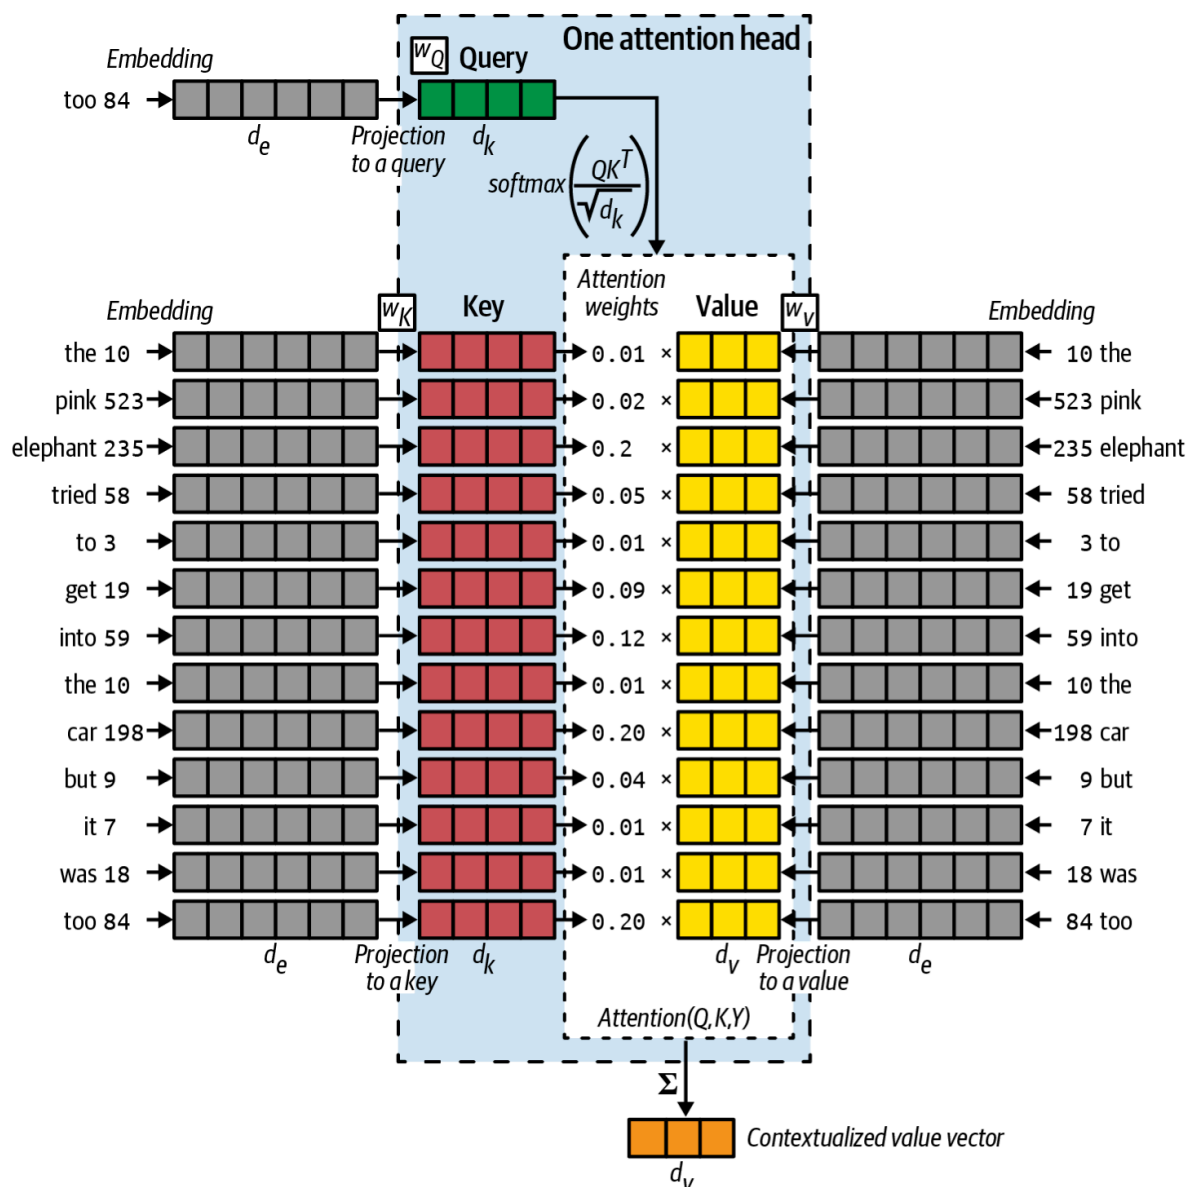 One attention head
Embedding
W_Q Query
too 84
d_e
Projection to a query
d_k
softmax(QK^T / √d_k)
Embedding
W_K
Key
Attention weights
Value
W_V
Embedding
the 10 0.01 × 10 the
pink 523 0.02 × 523 pink
elephant 235 0.2 × 235 elephant
tried 58 0.05 × 58 tried
to 3 0.01 × 3 to
get 19 0.09 × 19 get
into 59 0.12 × 59 into
the 10 0.01 × 10 the
car 198 0.20 × 198 car
but 9 0.04 × 9 but
it 7 0.01 × 7 it
was 18 0.01 × 18 was
too 84 0.20 × 84 too
d_e
Projection to a key
d_k
d_v
Projection to a value
d_e
Attention(Q,K,Y)
Σ
Contextualized value vector
d_v